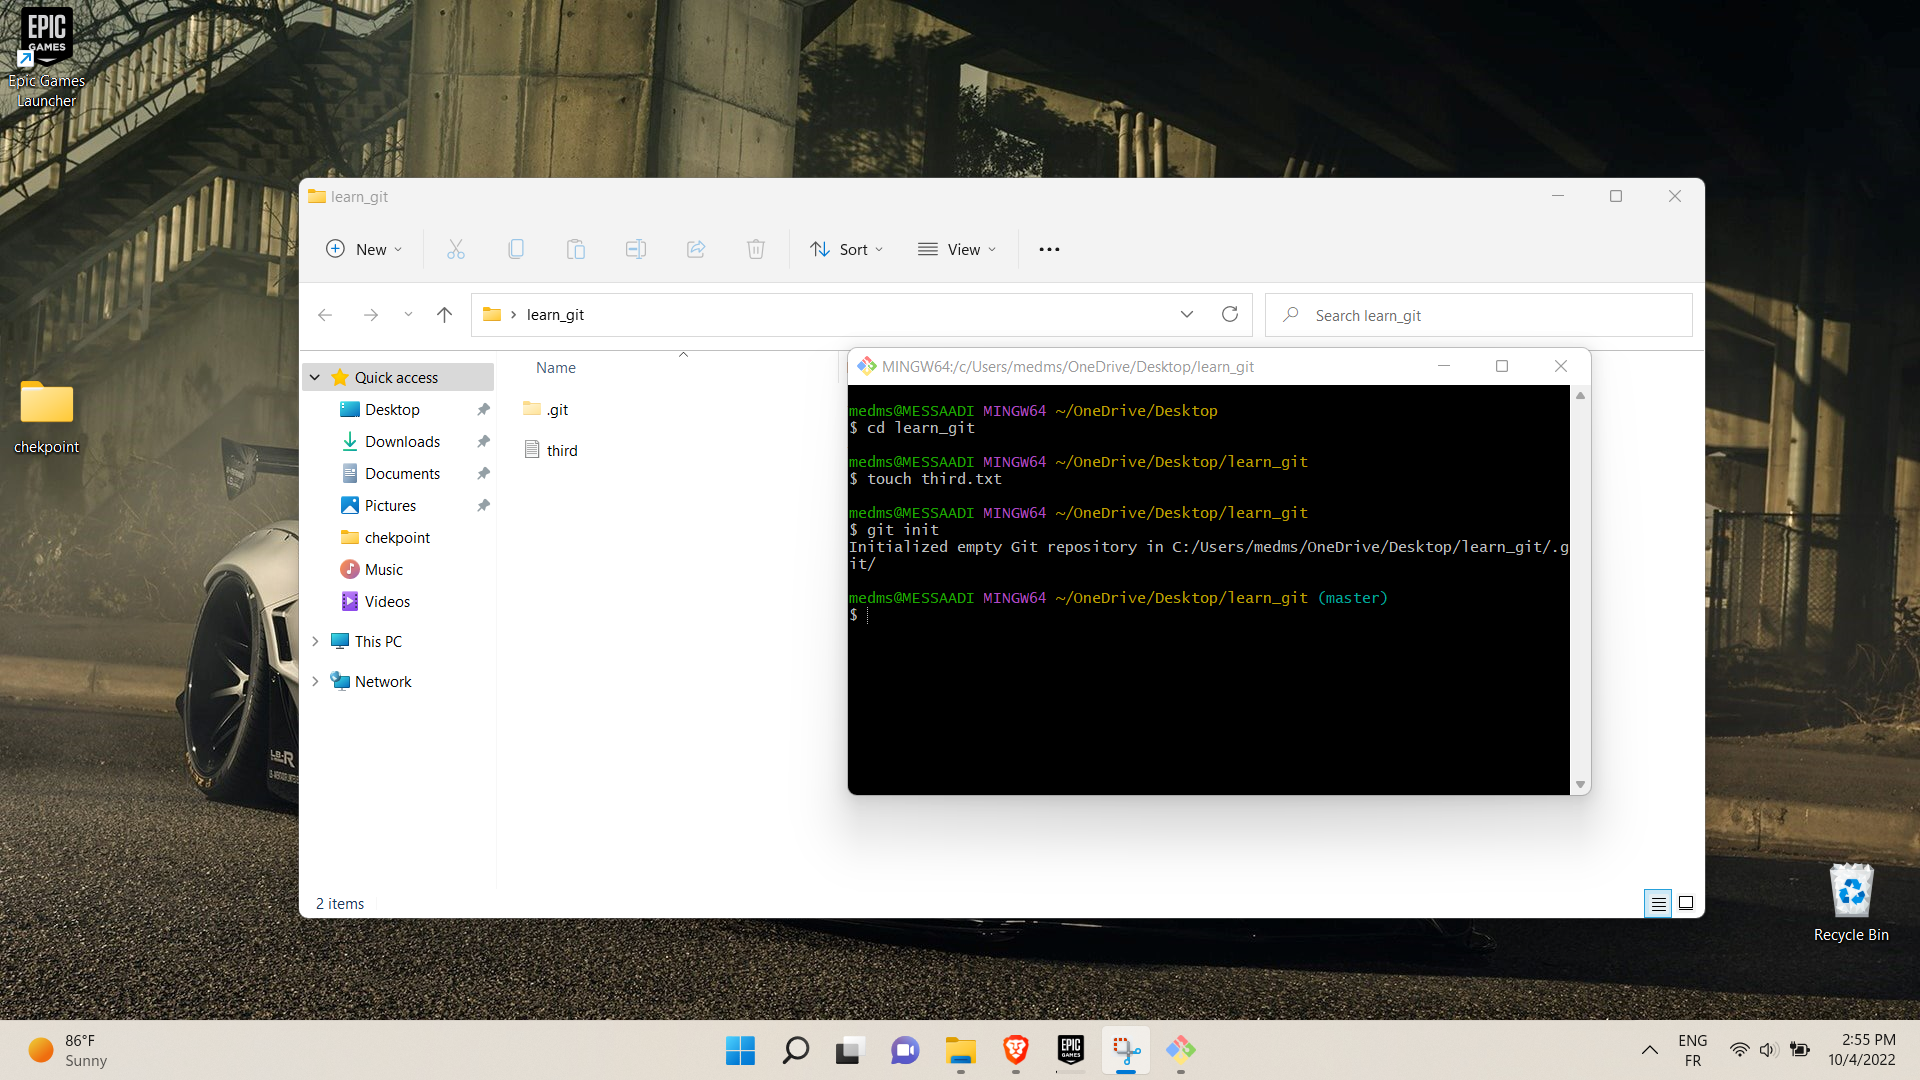 EPIC
GAMES
Epic Games
Launcher
chekpoint
learn_git
New
Sort
View
learn_git
Search learn_git
Quick access
Desktop
Downloads
Documents
Pictures
chekpoint
Music
Videos
This PC
Network
Name
.git
third
2 items
MINGW64:/c/Users/medms/OneDrive/Desktop/learn_git
medms@MESSAADI MINGW64 ~/OneDrive/Desktop
$ cd learn_git
medms@MESSAADI MINGW64 ~/OneDrive/Desktop/learn_git
$ touch third.txt
medms@MESSAADI MINGW64 ~/OneDrive/Desktop/learn_git
$ git init
Initialized empty Git repository in C:/Users/medms/OneDrive/Desktop/learn_git/.g
it/
medms@MESSAADI MINGW64 ~/OneDrive/Desktop/learn_git (master)
$
LB-R
Recycle Bin
86°F
Sunny
EPIC
GAMES
ENG
FR
2:55 PM
10/4/2022